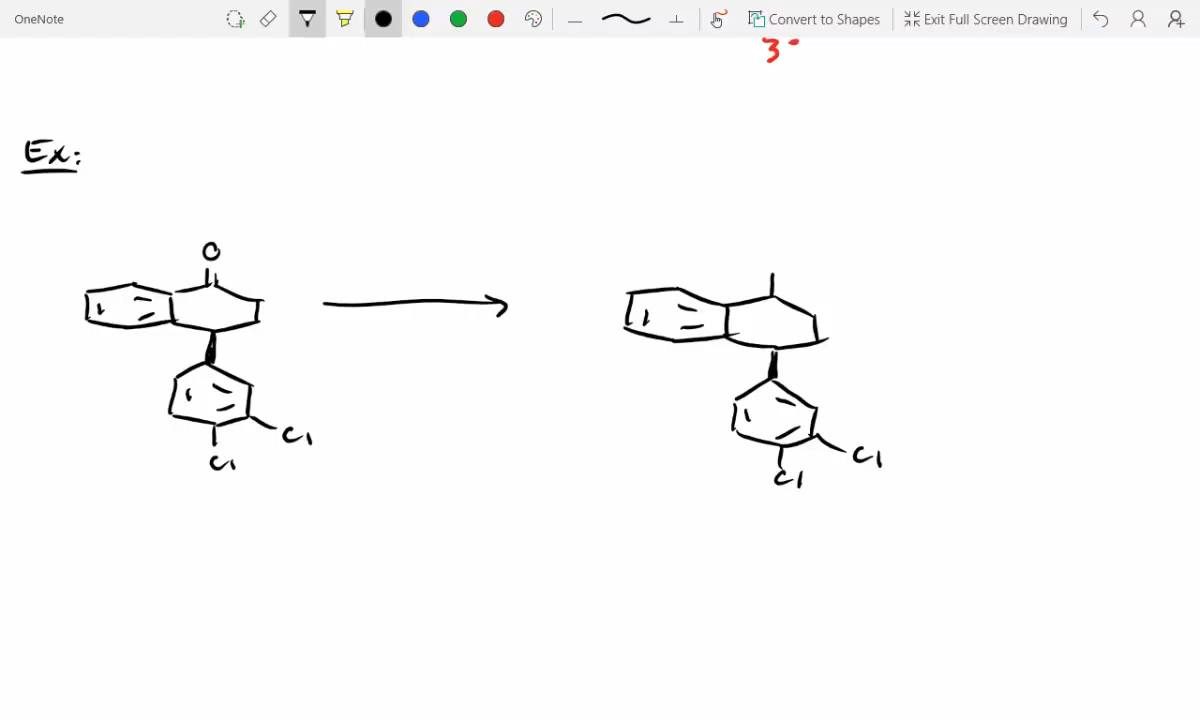 OneNote
Convert to Shapes
Exit Full Screen Drawing
3°
Ex:
O
Cl
Cl
Cl
Cl